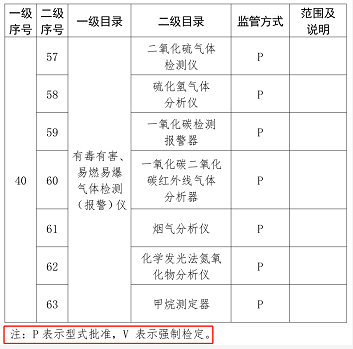 一级序号 二级序号 一级目录 二级目录 监管方式 范围及说明
57 二氧化硫气体
检测仪 P
58 硫化氢气体
分析仪 P
59 一氧化碳检测
报警器 P
40 有毒有害、
易燃易爆
气体检测
(报警)仪
60 一氧化碳二氧化
碳红外线气体
分析器 P
61 烟气分析仪 P
62 化学发光法氮氧
化物分析仪 P
63 甲烷测定器 P
注：P 表示型式批准，V 表示强制检定。